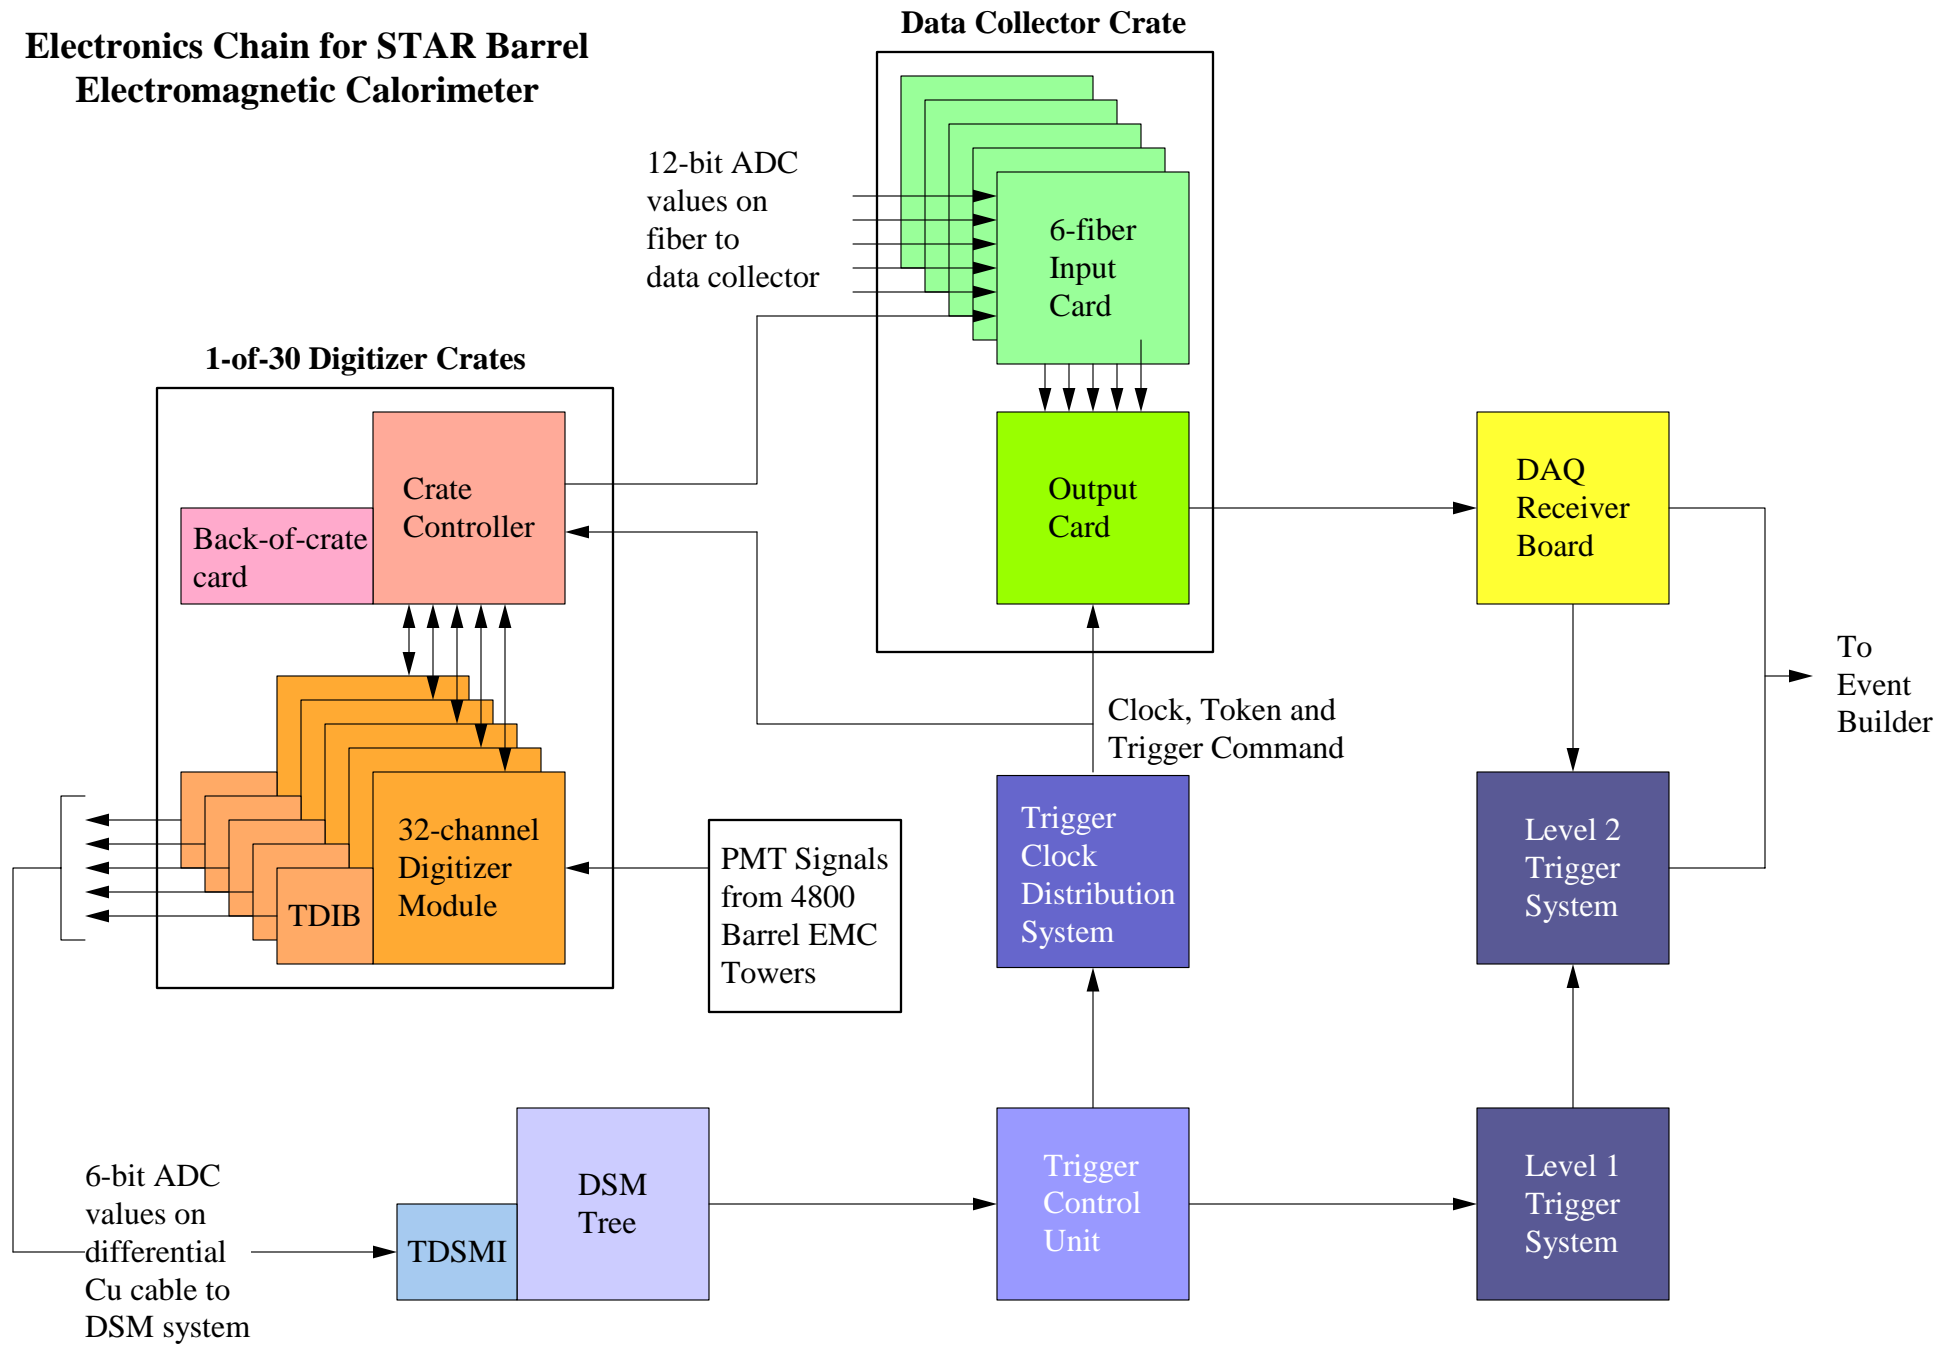 Electronics Chain for STAR Barrel
Electromagnetic Calorimeter
Data Collector Crate
12-bit ADC
values on
fiber to
data collector
6-fiber
Input
Card
1-of-30 Digitizer Crates
Crate
Controller
Back-of-crate
card
Output
Card
DAQ
Receiver
Board
To
Event
Builder
Clock, Token and
Trigger Command
32-channel
Digitizer
Module
TDIB
PMT Signals
from 4800
Barrel EMC
Towers
Trigger
Clock
Distribution
System
Level 2
Trigger
System
6-bit ADC
values on
differential
Cu cable to
DSM system
TDSMI
DSM
Tree
Trigger
Control
Unit
Level 1
Trigger
System